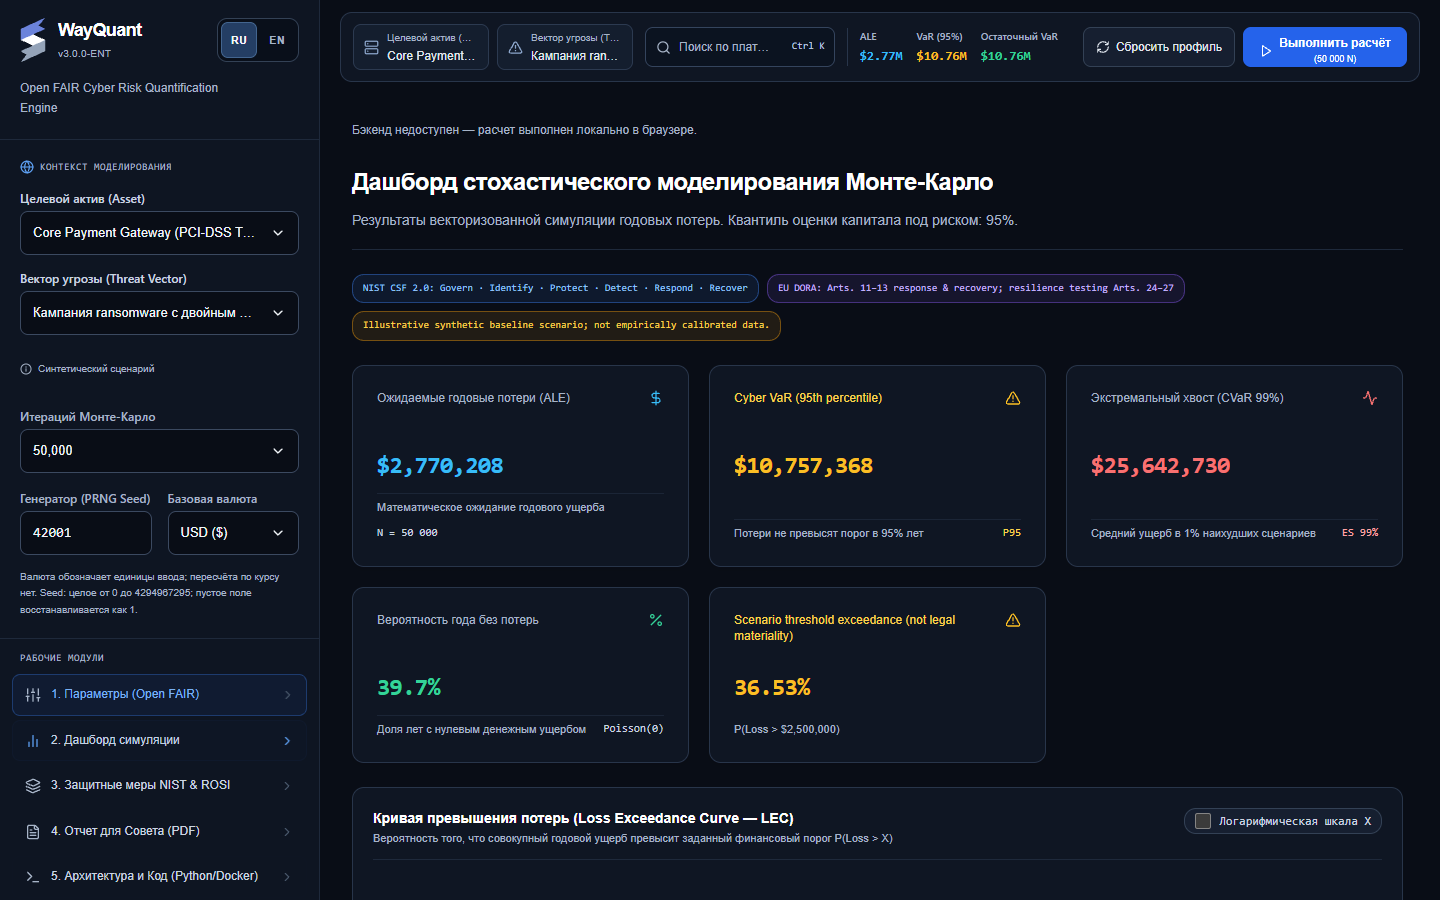 WayQuant
v3.0.0-ENT
RU EN
Open FAIR Cyber Risk Quantification
Engine
КОНТЕКСТ МОДЕЛИРОВАНИЯ
Целевой актив (Asset)
Core Payment Gateway (PCI-DSS T...
Вектор угрозы (Threat Vector)
Кампания ransomware с двойным ...
Синтетический сценарий
Итераций Монте-Карло
50,000
Генератор (PRNG Seed) Базовая валюта
42001 USD ($)
Валюта обозначает единицы ввода; пересчёта по курсу
нет. Seed: целое от 0 до 4294967295; пустое поле
восстанавливается как 1.
РАБОЧИЕ МОДУЛИ
1. Параметры (Open FAIR)
2. Дашборд симуляции
3. Защитные меры NIST & ROSI
4. Отчет для Совета (PDF)
5. Архитектура и Код (Python/Docker)
Целевой актив (...
Core Payment...
Вектор угрозы (T...
Кампания ran...
Поиск по плат... Ctrl K
ALE VaR (95%) Остаточный VaR
$2.77M $10.76M $10.76M
Сбросить профиль
Выполнить расчёт
(50 000 N)
Бэкенд недоступен — расчет выполнен локально в браузере.
Дашборд стохастического моделирования Монте-Карло
Результаты векторизованной симуляции годовых потерь. Квантиль оценки капитала под риском: 95%.
NIST CSF 2.0: Govern · Identify · Protect · Detect · Respond · Recover
EU DORA: Arts. 11–13 response & recovery; resilience testing Arts. 24–27
Illustrative synthetic baseline scenario; not empirically calibrated data.
Ожидаемые годовые потери (ALE)
$2,770,208
Математическое ожидание годового ущерба
N = 50 000
Cyber VaR (95th percentile)
$10,757,368
Потери не превысят порог в 95% лет P95
Экстремальный хвост (CVaR 99%)
$25,642,730
Средний ущерб в 1% наихудших сценариев ES 99%
Вероятность года без потерь
39.7%
Доля лет с нулевым денежным ущербом Poisson(0)
Scenario threshold exceedance (not legal
materiality)
36.53%
P(Loss > $2,500,000)
Кривая превышения потерь (Loss Exceedance Curve — LEC)
Вероятность того, что совокупный годовой ущерб превысит заданный финансовый порог P(Loss > X)
Логарифмическая шкала X